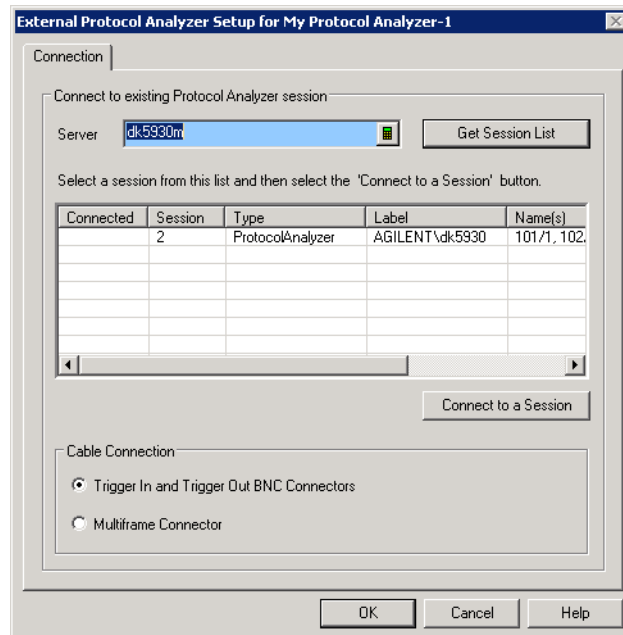 External Protocol Analyzer Setup for My Protocol Analyzer-1
Connection
Connect to existing Protocol Analyzer session
Server dk5930m Get Session List
Select a session from this list and then select the 'Connect to a Session' button.
Connected Session Type Label Name(s)
2 ProtocolAnalyzer AGILENT\dk5930 101/1, 102.
Connect to a Session
Cable Connection
Trigger In and Trigger Out BNC Connectors
Multiframe Connector
OK Cancel Help